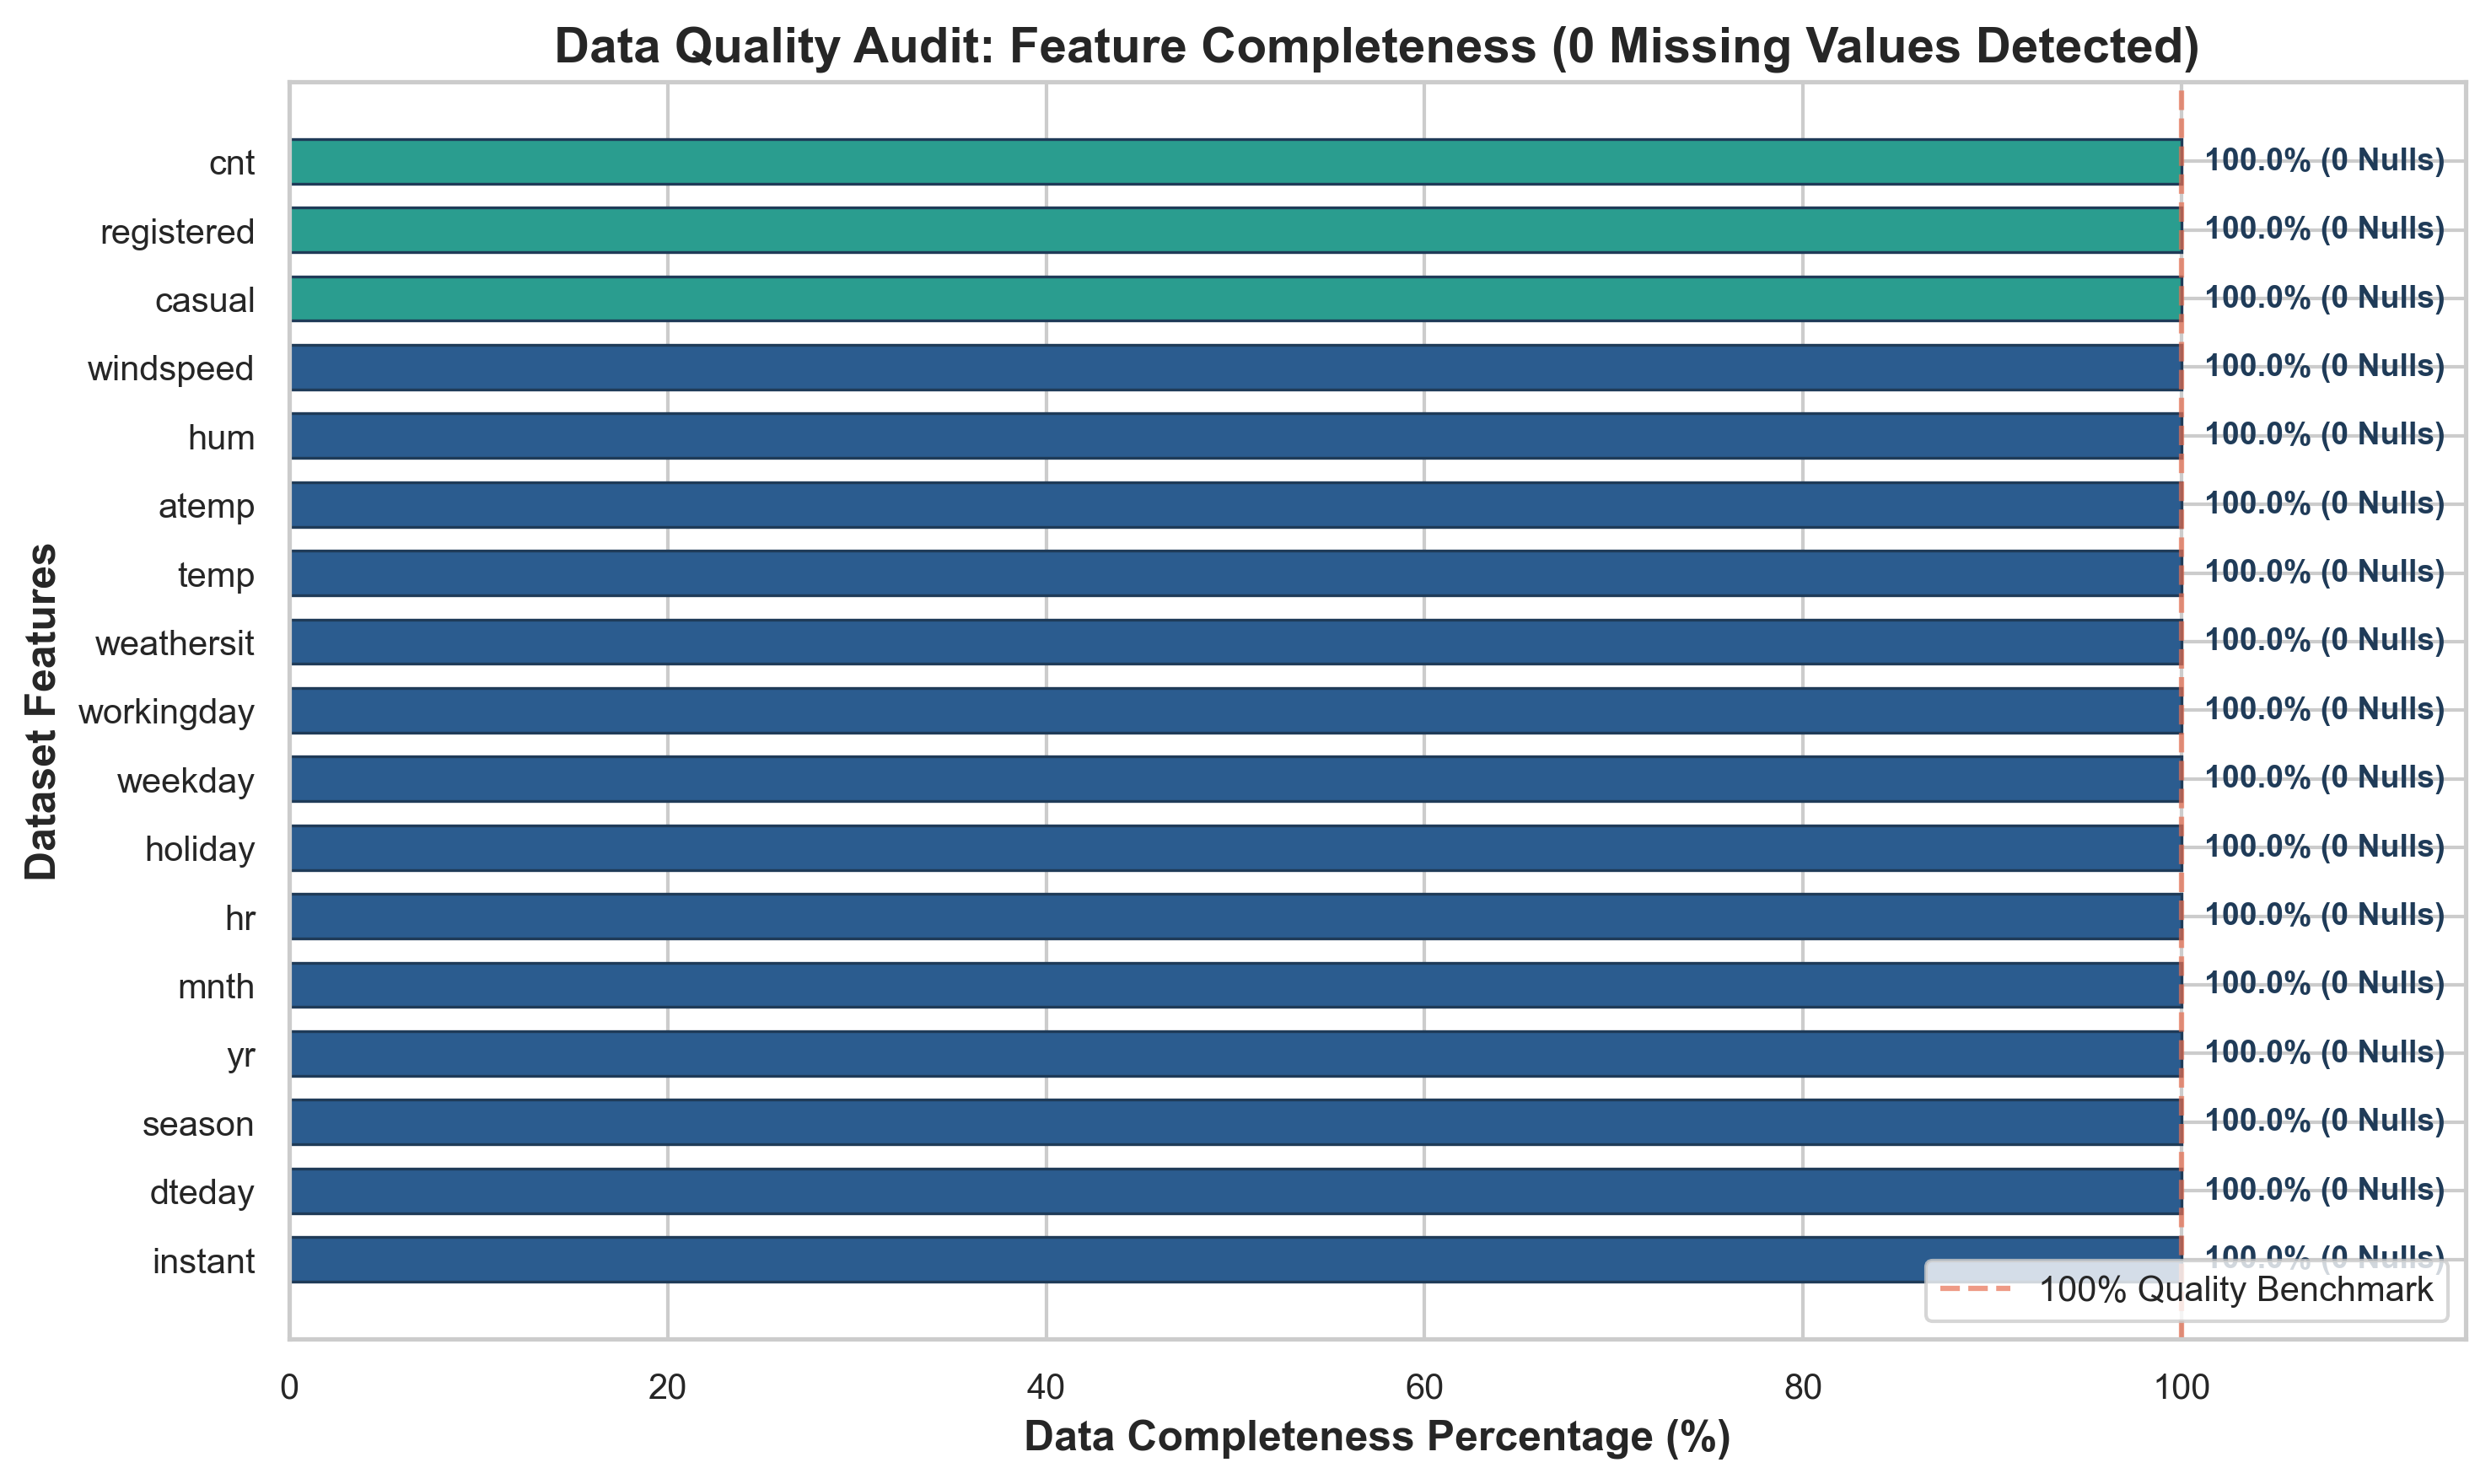 Data Quality Audit: Feature Completeness (0 Missing Values Detected)
Dataset Features
cnt 100.0% (0 Nulls)
registered 100.0% (0 Nulls)
casual 100.0% (0 Nulls)
windspeed 100.0% (0 Nulls)
hum 100.0% (0 Nulls)
atemp 100.0% (0 Nulls)
temp 100.0% (0 Nulls)
weathersit 100.0% (0 Nulls)
workingday 100.0% (0 Nulls)
weekday 100.0% (0 Nulls)
holiday 100.0% (0 Nulls)
hr 100.0% (0 Nulls)
mnth 100.0% (0 Nulls)
yr 100.0% (0 Nulls)
season 100.0% (0 Nulls)
dteday 100.0% (0 Nulls)
instant 100.0% (0 Nulls)
100% Quality Benchmark
0 20 40 60 80 100
Data Completeness Percentage (%)